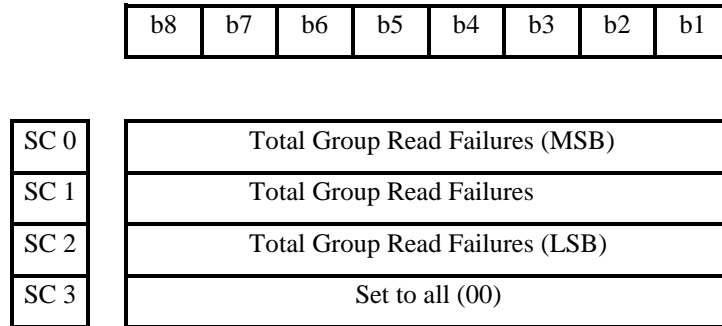 b8 b7 b6 b5 b4 b3 b2 b1
SC 0 Total Group Read Failures (MSB)
SC 1 Total Group Read Failures
SC 2 Total Group Read Failures (LSB)
SC 3 Set to all (00)